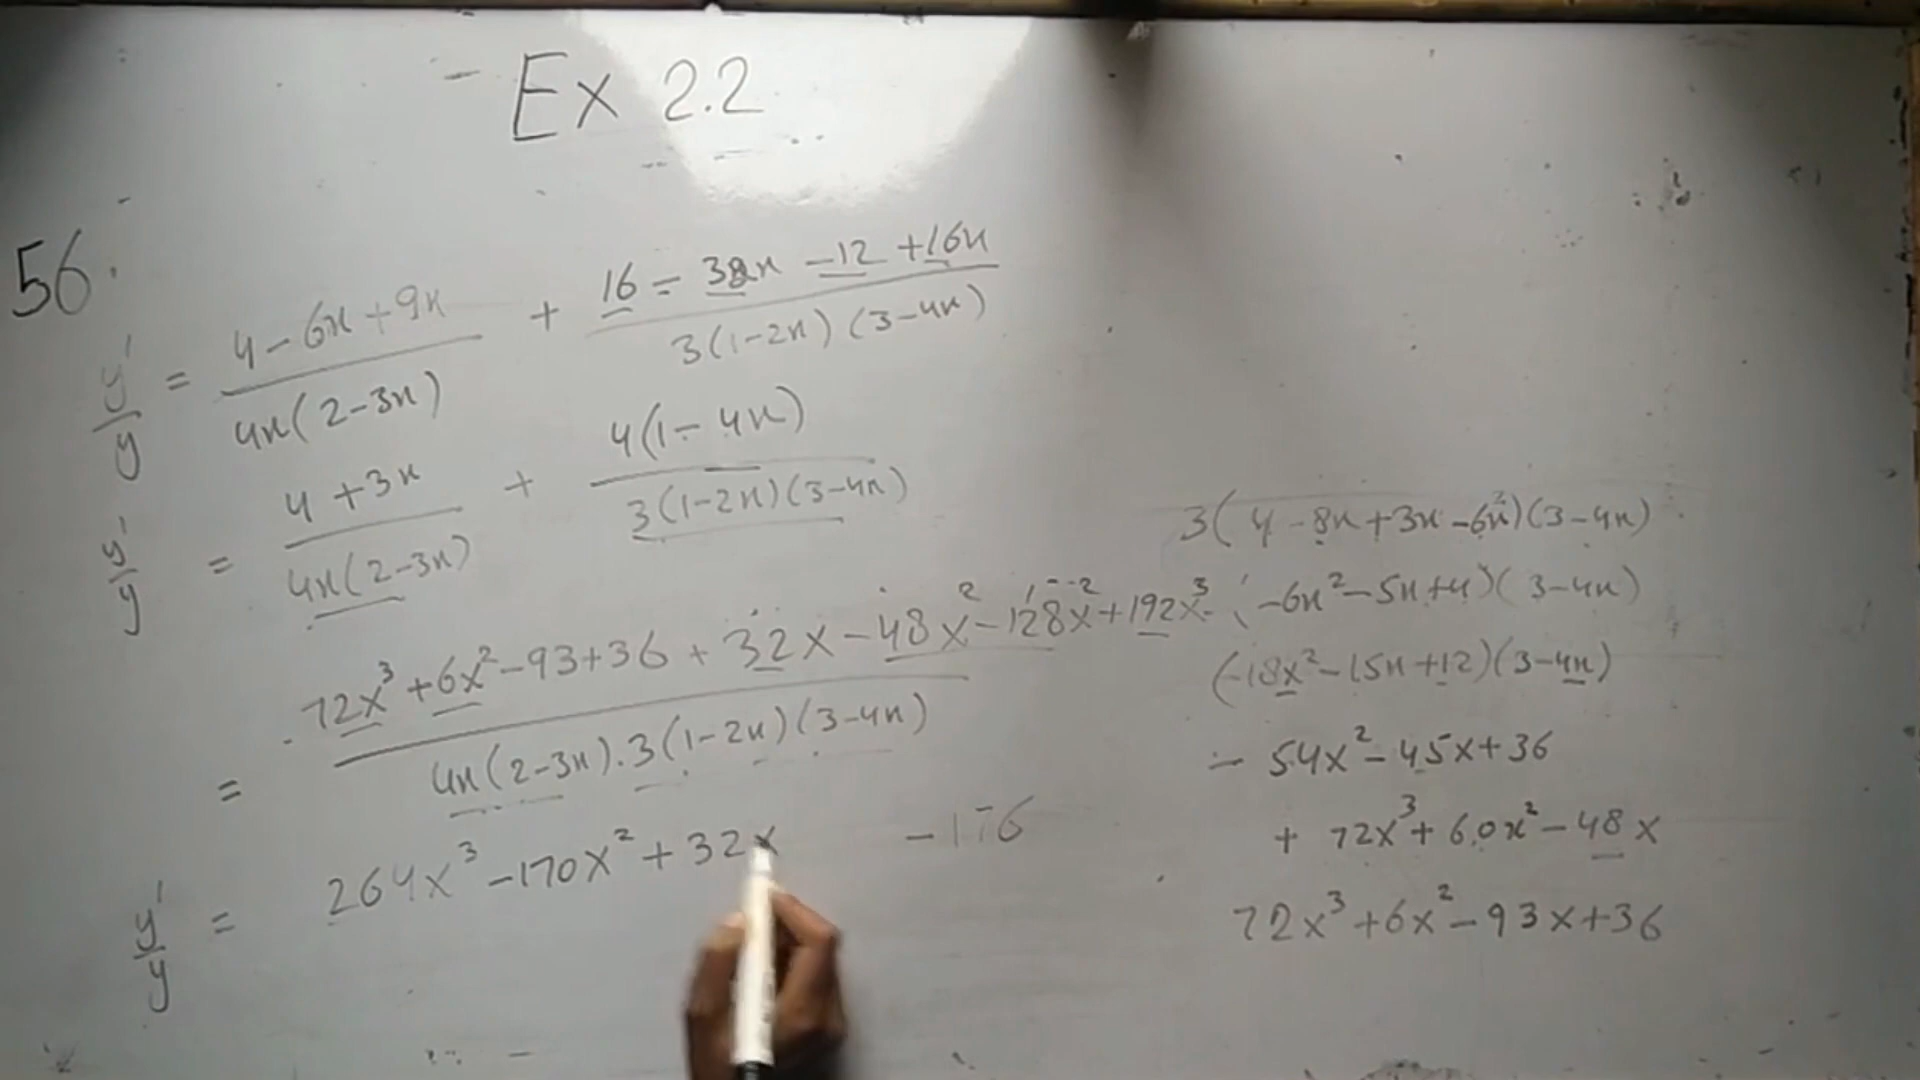 Ex 2.2
56.
y'/y = (4 - 6x + 9x)/(4x(2-3x)) + (16 - 32x - 12 + 16x)/(3(1-2x)(3-4x))
y'/y = (4 + 3x)/(4x(2-3x)) + 4(1 - 4x)/(3(1-2x)(3-4x))
= (72x³ + 6x² - 93 + 36 + 32x - 48x² - 128x² + 192x³)/(4x(2-3x).3(1-2x)(3-4x))
y'/y = 264x³ - 170x² + 32x
-176
3(4 - 8x + 3x - 6x²)(3-4x)
(-6x² - 5x + 4)(3-4x)
(-18x² - 15x + 12)(3-4x)
- 54x² - 45x + 36
+ 72x³ + 60x² - 48x
72x³ + 6x² - 93x + 36